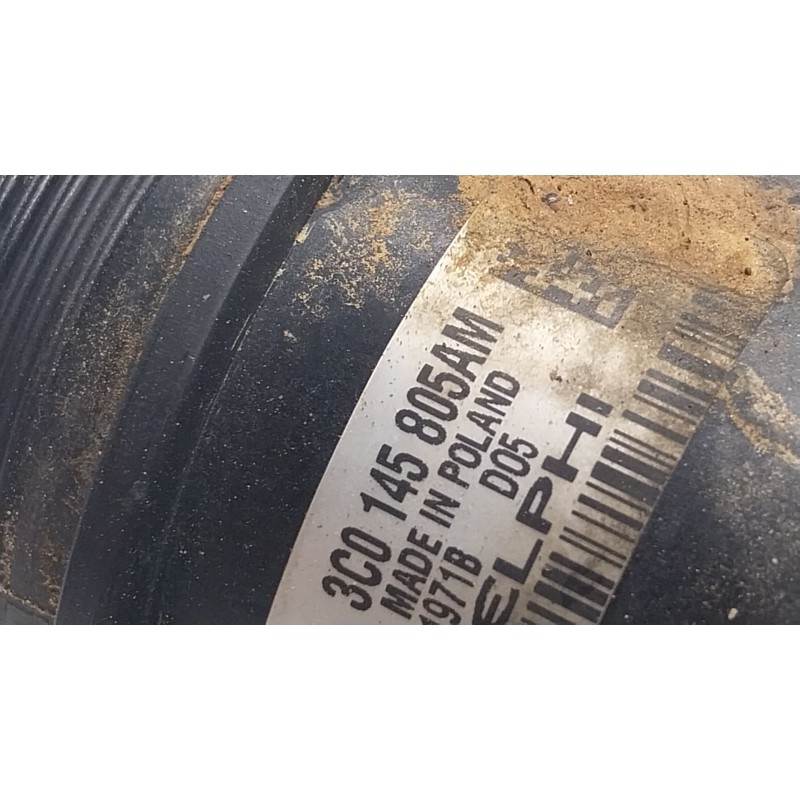 3C0 145 805AM
MADE IN POLAND
1971B D05
ELPHI